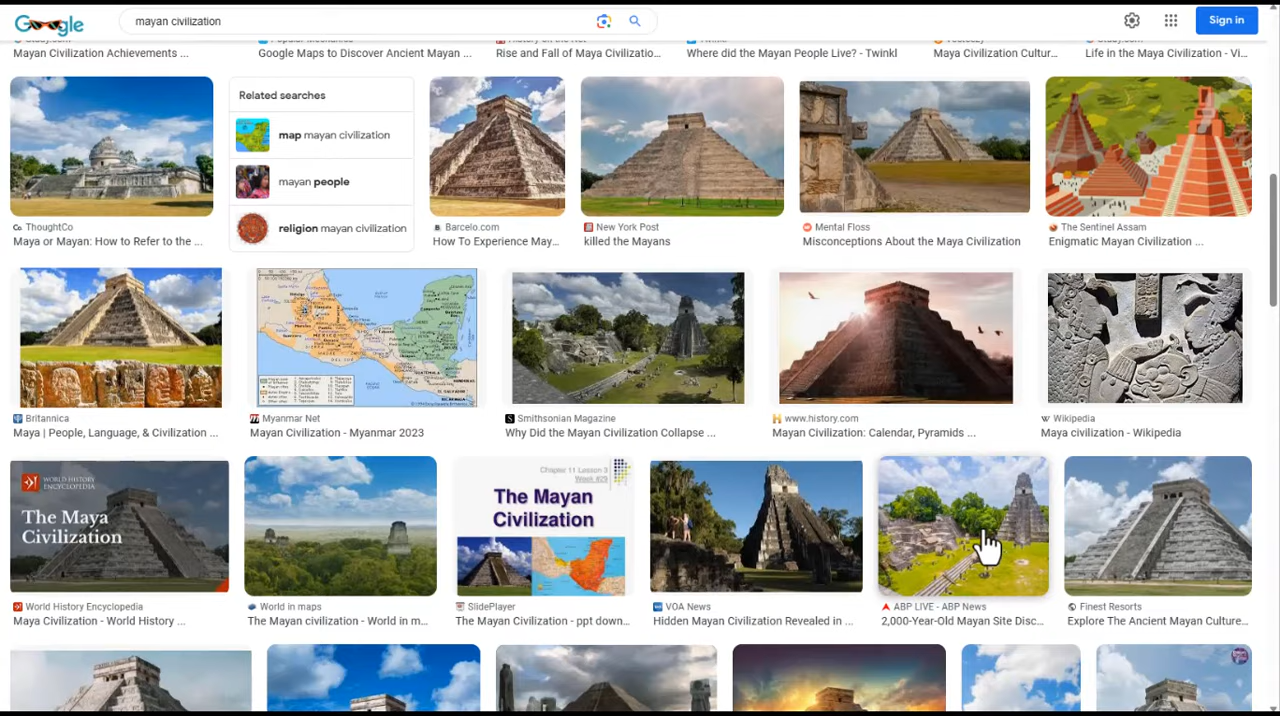 Google
mayan civilization
Sign in
Mayan Civilization Achievements ...
Google Maps to Discover Ancient Mayan ...
Rise and Fall of Maya Civilizatio...
Where did the Mayan People Live? - Twinkl
Maya Civilization Cultur...
Life in the Maya Civilization - Vi...
Related searches
map mayan civilization
mayan people
religion mayan civilization
ThoughtCo
Maya or Mayan: How to Refer to the ...
Barcelo.com
How To Experience May...
New York Post
killed the Mayans
Mental Floss
Misconceptions About the Maya Civilization
The Sentinel Assam
Enigmatic Mayan Civilization ...
MEXICO
Britannica
Maya | People, Language, & Civilization ...
Myanmar Net
Mayan Civilization - Myanmar 2023
Smithsonian Magazine
Why Did the Mayan Civilization Collapse ...
www.history.com
Mayan Civilization: Calendar, Pyramids ...
Wikipedia
Maya civilization - Wikipedia
WORLD HISTORY
ENCYCLOPEDIA
The Maya
Civilization
Chapter 11 Lesson 3
Week #29
The Mayan
Civilization
World History Encyclopedia
Maya Civilization - World History ...
World in maps
The Mayan civilization - World in m...
SlidePlayer
The Mayan Civilization - ppt down...
VOA News
Hidden Mayan Civilization Revealed in ...
ABP LIVE - ABP News
2,000-Year-Old Mayan Site Disc...
Finest Resorts
Explore The Ancient Mayan Culture...